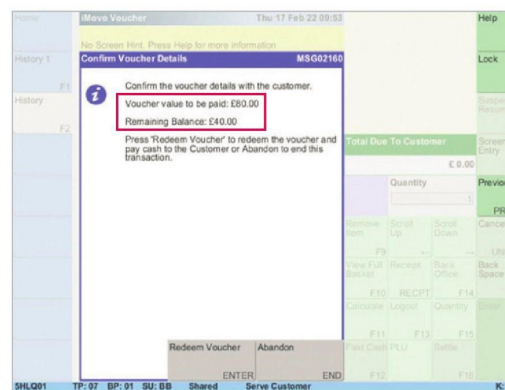 Home
iMove Voucher
Thu 17 Feb 22 09:53
Help
No Screen Hint. Press Help for more information
History 1
F1
Confirm Voucher Details
MSG02160
Lock
Confirm the voucher details with the customer.
History
F2
Voucher value to be paid: £80.00
Remaining Balance: £40.00
Press 'Redeem Voucher' to redeem the voucher and
pay cash to the Customer or Abandon to end this
transaction.
Total Due To Customer
£ 0.00
Screen
Entry
Quantity
1
Previo
PR
Remove
Item
F9
Scroll
Up
Scroll
Down
Cance
UN
View Full
Basket
F10
Receipt
RECPT
Back
Office
F14
Back
Space
Calculate
F11
Logout
F13
Quantity
F15
Enter
Redeem Voucher
ENTER
Abandon
END
Fast Cash
F12
PLU
Settle
F16
5HLQ01
TP: 07
BP: 01
SU: BB
Shared
Serve Customer
K: